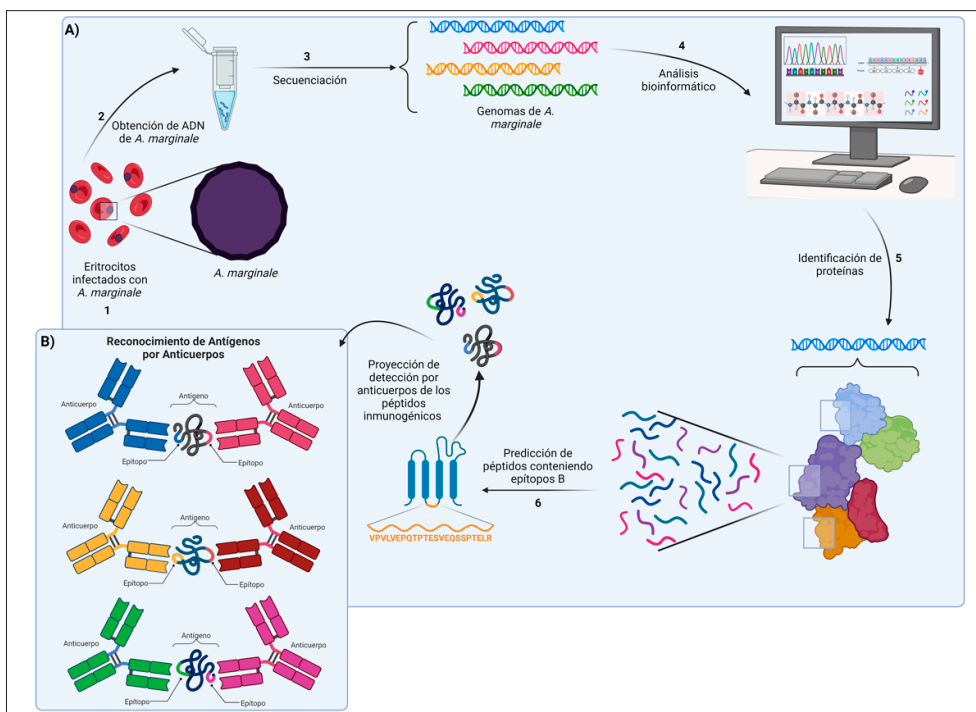 A)
3
Secuenciación
4
Análisis
bioinformático
Genomas de A.
marginale
2
Obtención de ADN
de A. marginale
Eritrocitos
infectados con
A. marginale
1
A. marginale
Identificación de
proteínas
5
Proyección de
detección por
anticuerpos de los
péptidos
inmunogénicos
Predicción de
péptidos conteniendo
epítopos B
6
VPVLVEPQTPTESVEQSSPTELR
B)
Reconocimiento de Antígenos
por Anticuerpos
Anticuerpo
Antígeno
Anticuerpo
Epítopo
Epítopo
Anticuerpo
Antígeno
Anticuerpo
Epítopo
Epítopo
Anticuerpo
Antígeno
Anticuerpo
Epítopo
Epítopo